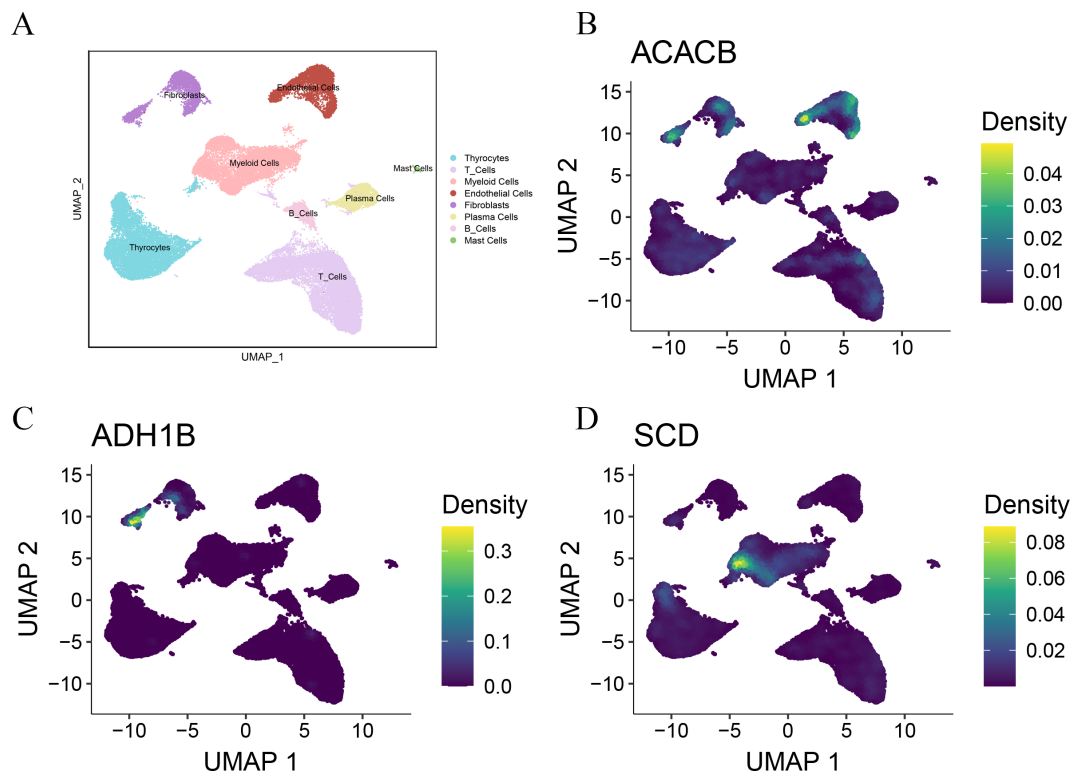 A
Fibroblasts
Endothelial Cells
Myeloid Cells
Mast Cells
Plasma Cells
B_Cells
Thyrocytes
T_Cells
UMAP_2
UMAP_1
Thyrocytes
T_Cells
Myeloid Cells
Endothelial Cells
Fibroblasts
Plasma Cells
B_Cells
Mast Cells
B
ACACB
15
10
5
0
−5
−10
UMAP 2
−10 −5 0 5 10
UMAP 1
Density
0.04
0.03
0.02
0.01
0.00
C
ADH1B
15
10
5
0
−5
−10
UMAP 2
−10 −5 0 5 10
UMAP 1
Density
0.3
0.2
0.1
0.0
D
SCD
15
10
5
0
−5
−10
UMAP 2
−10 −5 0 5 10
UMAP 1
Density
0.08
0.06
0.04
0.02